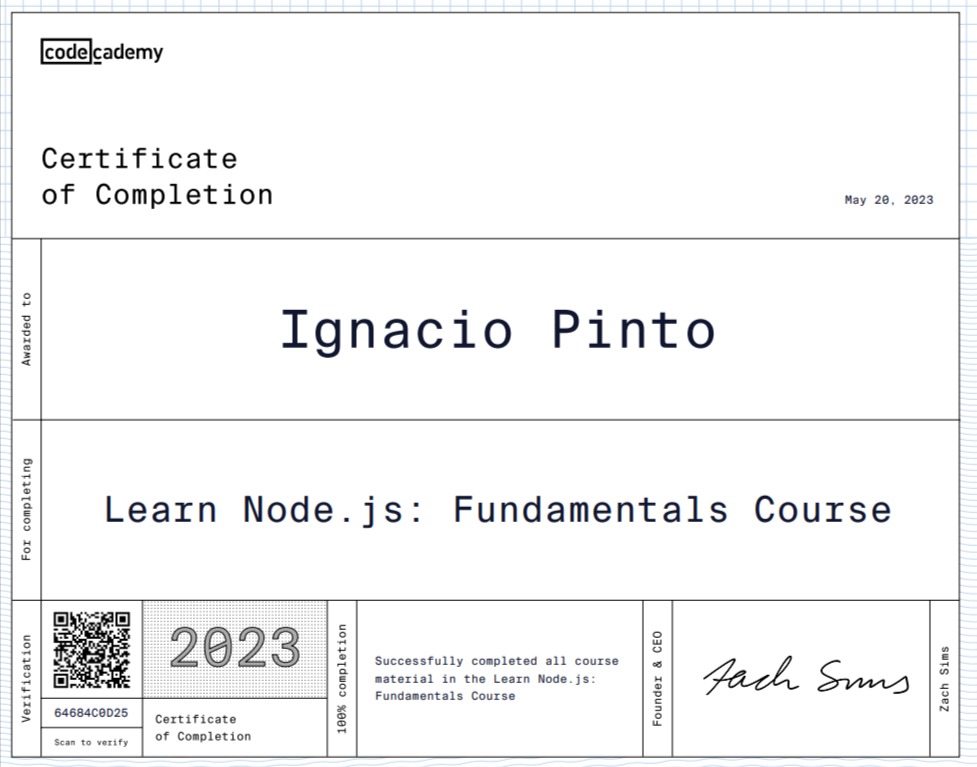 codecademy
Certificate
of Completion
May 20, 2023
Awarded to
Ignacio Pinto
For completing
Learn Node.js: Fundamentals Course
Verification
64684C0D25
Scan to verify
2023
Certificate
of Completion
100% completion
Successfully completed all course
material in the Learn Node.js:
Fundamentals Course
Founder & CEO
Zach Sims
Zach Sims